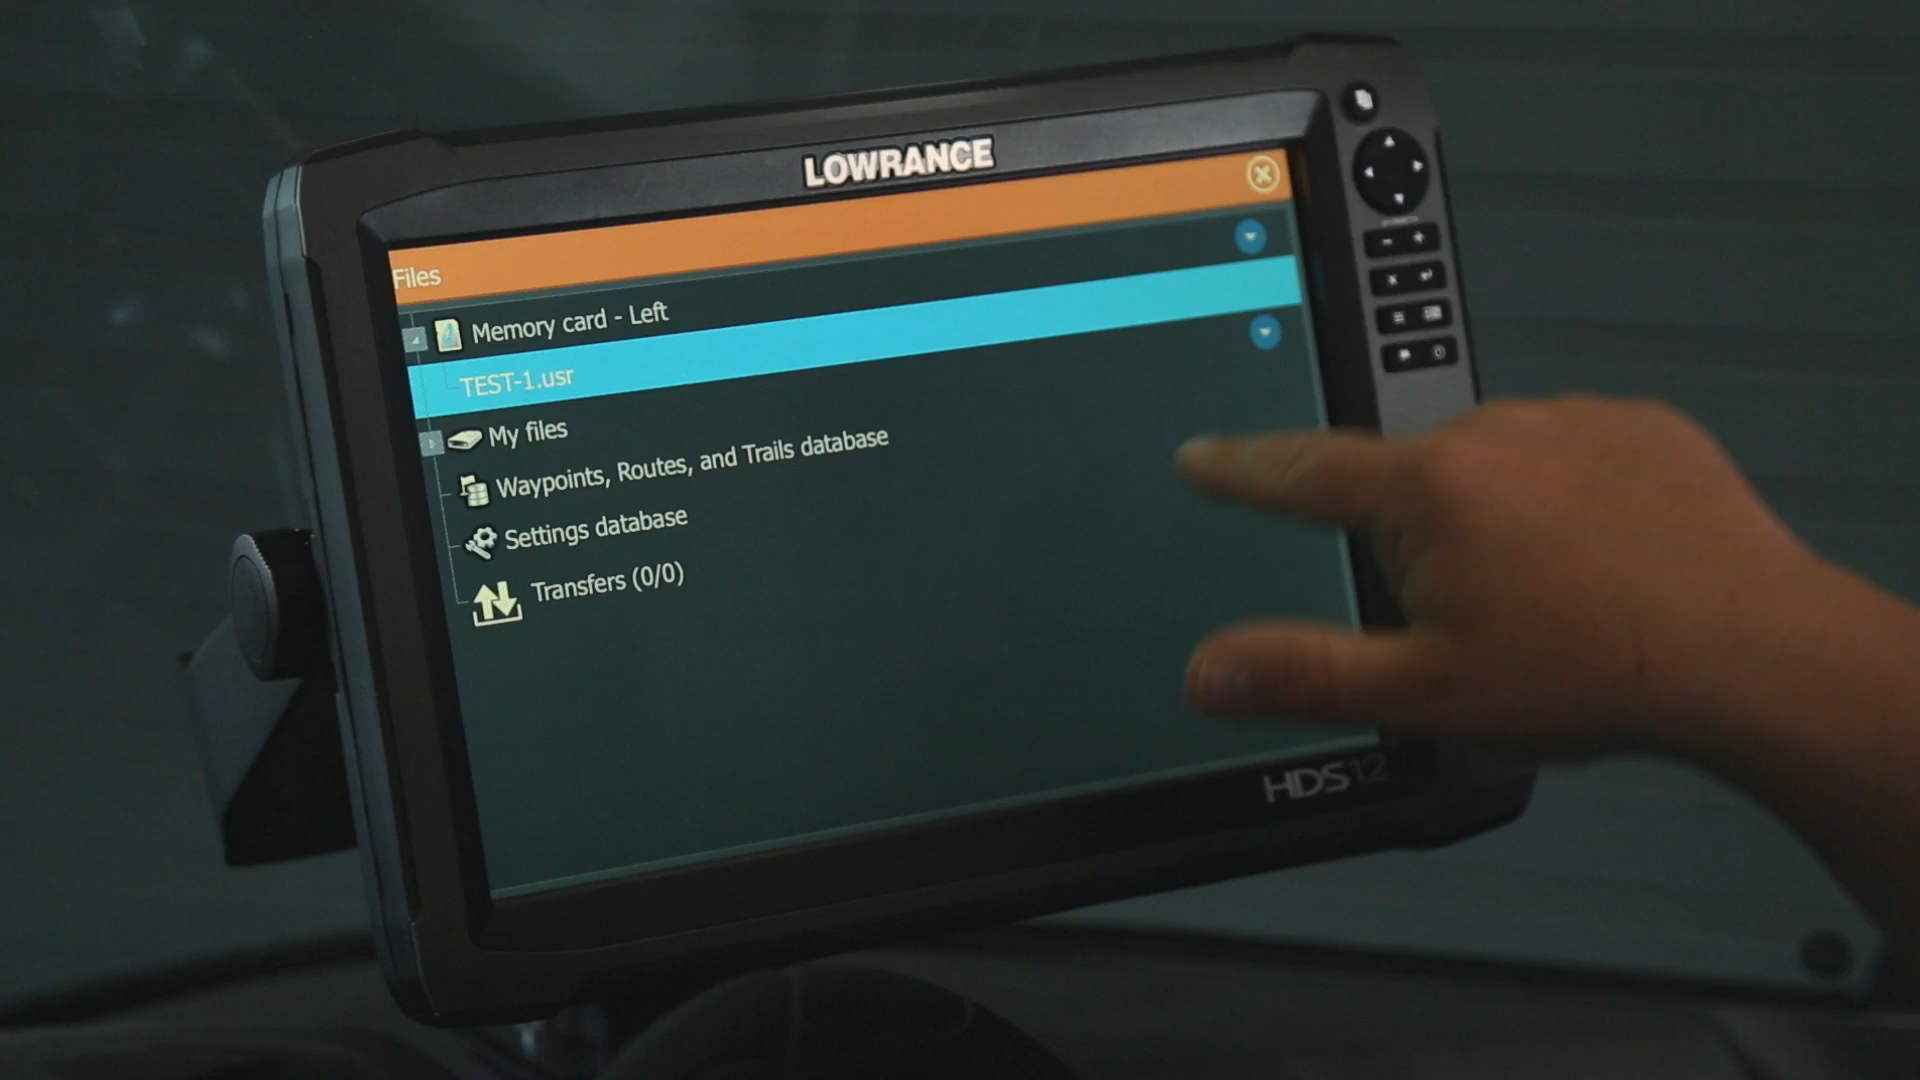 LOWRANCE
Files
Memory card - Left
TEST-1.usr
My files
Waypoints, Routes, and Trails database
Settings database
Transfers (0/0)
HDS12